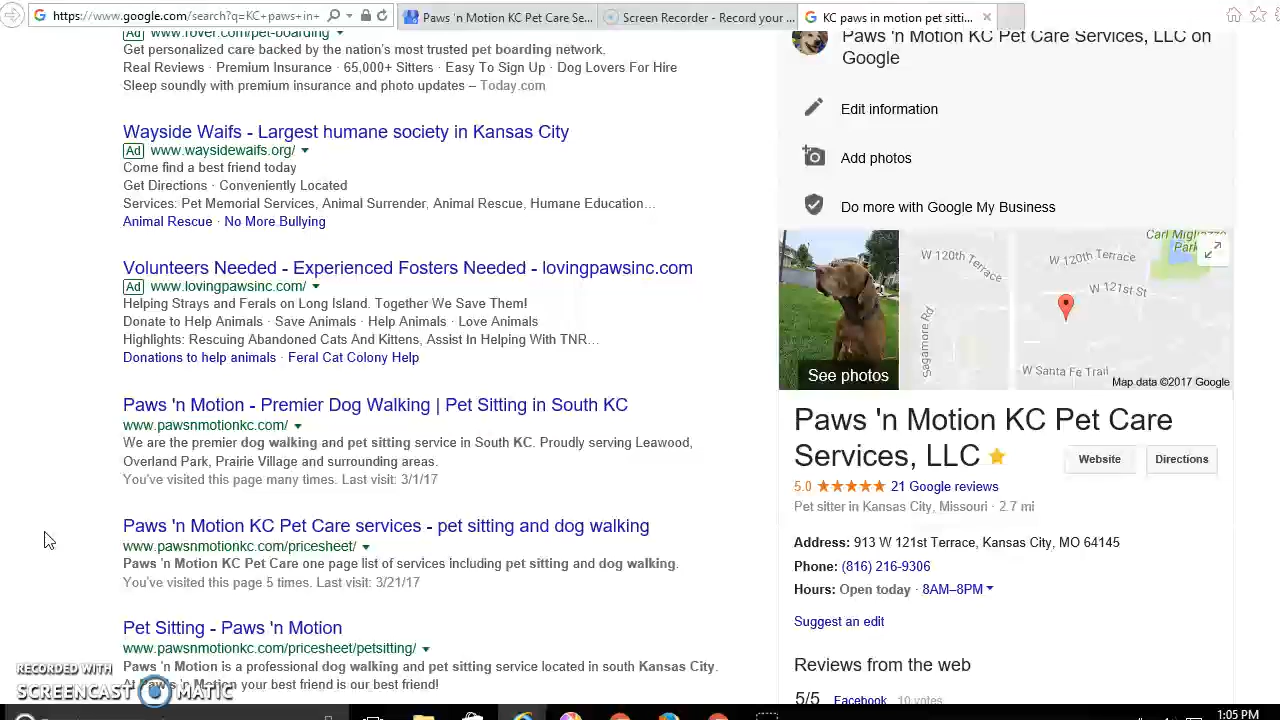 https://www.google.com/search?q=KC+paws+in+
Paws 'n Motion KC Pet Care Se...
Screen Recorder - Record your ...
KC paws in motion pet sitti...
Ad www.rover.com/pet-boarding
Get personalized care backed by the nation's most trusted pet boarding network.
Real Reviews · Premium Insurance · 65,000+ Sitters · Easy To Sign Up · Dog Lovers For Hire
Sleep soundly with premium insurance and photo updates – Today.com
Wayside Waifs - Largest humane society in Kansas City
Ad www.waysidewaifs.org/
Come find a best friend today
Get Directions · Conveniently Located
Services: Pet Memorial Services, Animal Surrender, Animal Rescue, Humane Education...
Animal Rescue · No More Bullying
Volunteers Needed - Experienced Fosters Needed - lovingpawsinc.com
Ad www.lovingpawsinc.com/
Helping Strays and Ferals on Long Island. Together We Save Them!
Donate to Help Animals · Save Animals · Help Animals · Love Animals
Highlights: Rescuing Abandoned Cats And Kittens, Assist In Helping With TNR...
Donations to help animals · Feral Cat Colony Help
Paws 'n Motion - Premier Dog Walking | Pet Sitting in South KC
www.pawsnmotionkc.com/
We are the premier dog walking and pet sitting service in South KC. Proudly serving Leawood,
Overland Park, Prairie Village and surrounding areas.
You've visited this page many times. Last visit: 3/1/17
Paws 'n Motion KC Pet Care services - pet sitting and dog walking
www.pawsnmotionkc.com/pricesheet/
Paws 'n Motion KC Pet Care one page list of services including pet sitting and dog walking.
You've visited this page 5 times. Last visit: 3/21/17
Pet Sitting - Paws 'n Motion
www.pawsnmotionkc.com/pricesheet/petsitting/
Paws 'n Motion is a professional dog walking and pet sitting service located in south Kansas City.
At Paws 'n Motion your best friend is our best friend!
RECORDED WITH
SCREENCAST MATIC
Paws 'n Motion KC Pet Care Services, LLC on
Google
Edit information
Add photos
Do more with Google My Business
See photos
W 120th Terrace
W 120th Terrace
Carl Migliazzo
Park
W 121st St
Sagamore Rd
W Santa Fe Trail
Map data ©2017 Google
Paws 'n Motion KC Pet Care
Services, LLC
Website
Directions
5.0 21 Google reviews
Pet sitter in Kansas City, Missouri · 2.7 mi
Address: 913 W 121st Terrace, Kansas City, MO 64145
Phone: (816) 216-9306
Hours: Open today · 8AM–8PM
Suggest an edit
Reviews from the web
5/5 Facebook 10 votes
1:05 PM